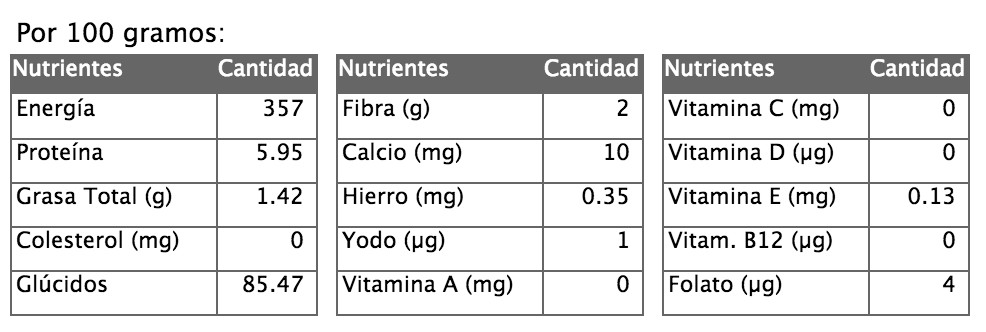 Por 100 gramos:
Nutrientes Cantidad Nutrientes Cantidad Nutrientes Cantidad
Energía 357 Fibra (g) 2 Vitamina C (mg) 0
Proteína 5.95 Calcio (mg) 10 Vitamina D (µg) 0
Grasa Total (g) 1.42 Hierro (mg) 0.35 Vitamina E (mg) 0.13
Colesterol (mg) 0 Yodo (µg) 1 Vitam. B12 (µg) 0
Glúcidos 85.47 Vitamina A (mg) 0 Folato (µg) 4